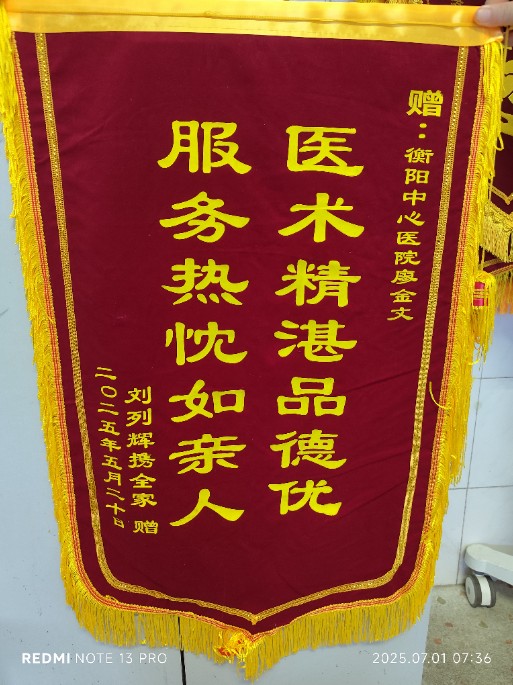 赠：衡阳中心医院廖金文
医术精湛品德优
服务热忱如亲人
刘列辉携全家 赠
二〇二五年五月二十日
REDMI NOTE 13 PRO
2025.07.01 07:36